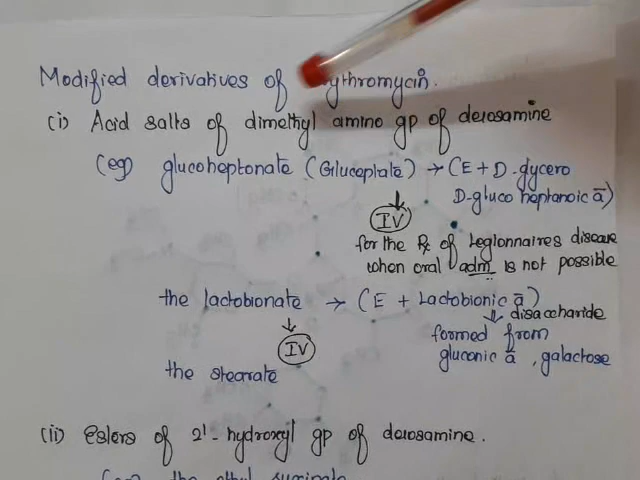 Modified derivatives of ythromycin.
(i) Acid salts of dimethyl amino gp of desosamine
(eg) glucoheptonate (Gluceptate) → (E + D-glycero
D-gluco heptanoic a̅)
↓
IV
for the Rx of Legionnaires disease
when oral adm is not possible
the lactobionate → (E + Lactobionic a̅)
↓ disaccharide
formed from
gluconic a̅, galactose
↓
IV
the stearate
(ii) Esters of 2'-hydroxyl gp of desosamine.